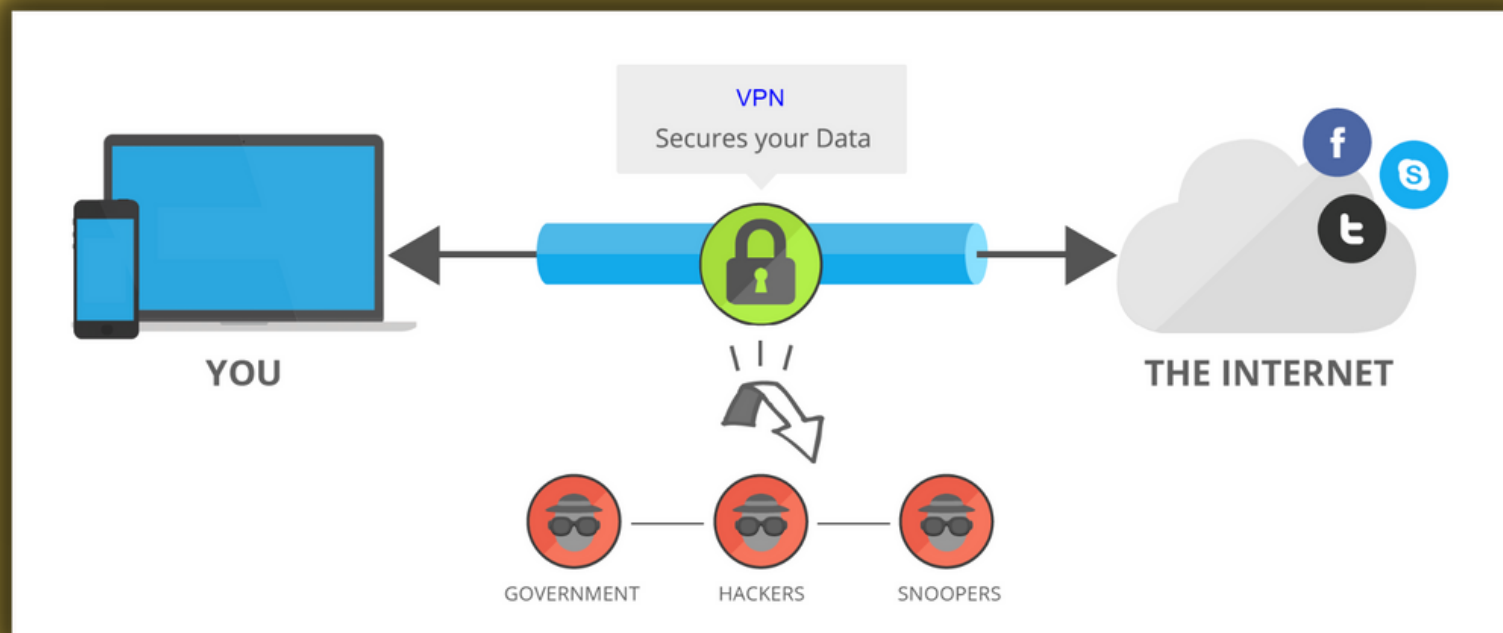 VPN
Secures your Data
YOU
THE INTERNET
GOVERNMENT
HACKERS
SNOOPERS